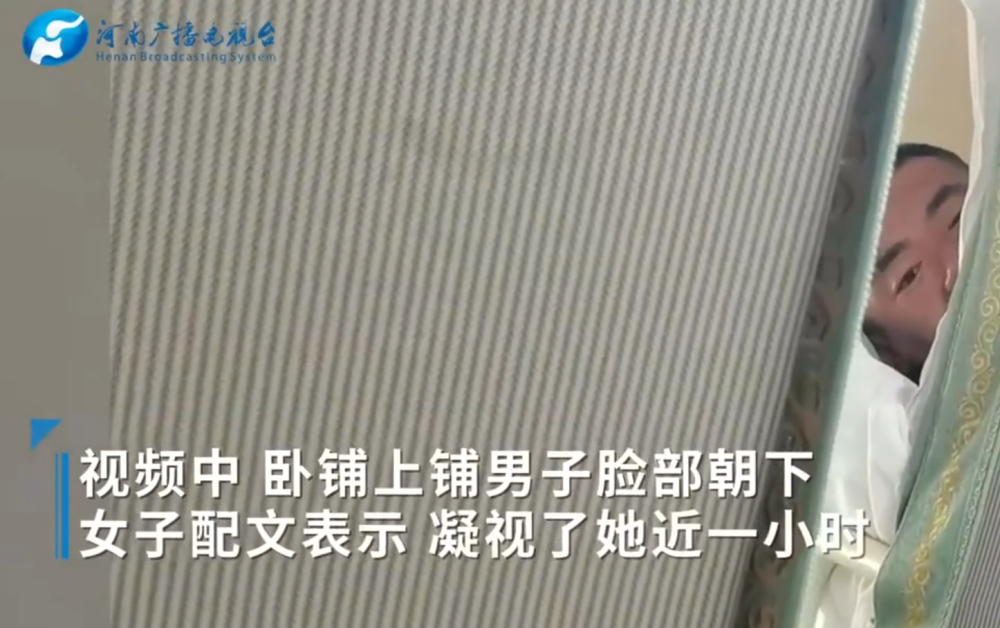 河南广播电视台
Henan Broadcasting System
视频中 卧铺上铺男子脸部朝下
女子配文表示 凝视了她近一小时